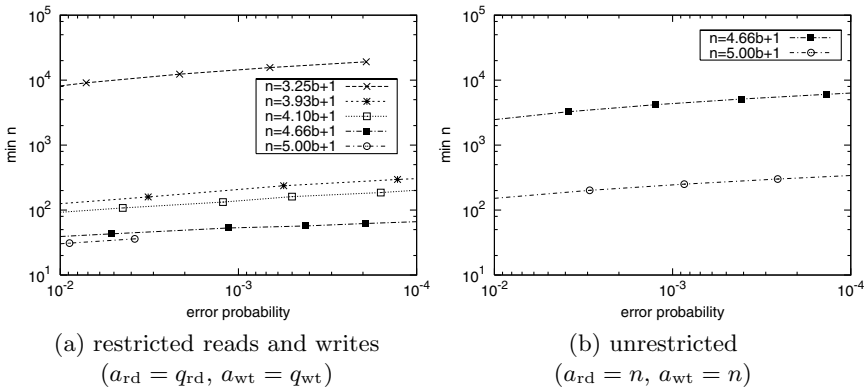 10^5
10^4
10^3
10^2
10^1
min n
n=3.25b+1
n=3.93b+1
n=4.10b+1
n=4.66b+1
n=5.00b+1
10^-2
10^-3
10^-4
error probability
(a) restricted reads and writes
(a_rd = q_rd, a_wt = q_wt)
10^5
10^4
10^3
10^2
10^1
min n
n=4.66b+1
n=5.00b+1
10^-2
10^-3
10^-4
error probability
(b) unrestricted
(a_rd = n, a_wt = n)